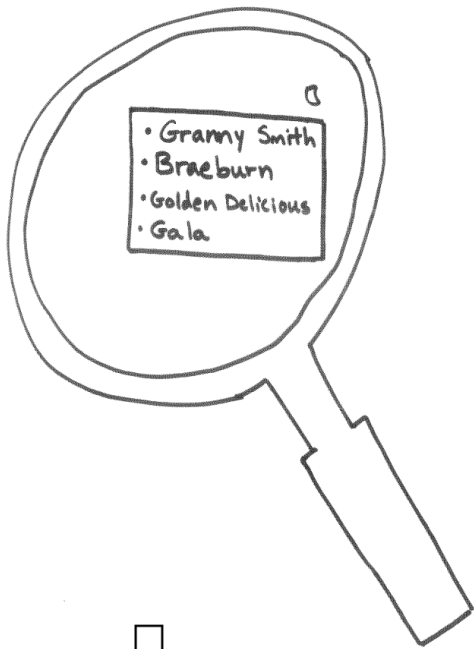 • Granny Smith
• Braeburn
• Golden Delicious
• Gala